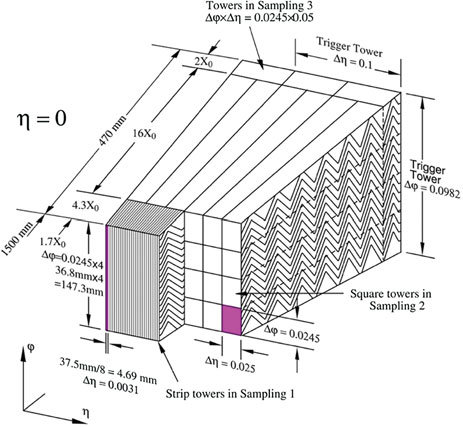 Towers in Sampling 3
Δφ×Δη = 0.0245×0.05
Trigger Tower
Δη = 0.1
2X₀
η = 0
470 mm
16X₀
Trigger
Tower
Δφ = 0.0982
4.3X₀
1500 mm
1.7X₀
Δφ=0.0245x4
36.8mmx4
=147.3mm
Square towers in
Sampling 2
Δφ = 0.0245
37.5mm/8 = 4.69 mm
Δη = 0.0031
Δη = 0.025
Strip towers in Sampling 1
φ
η